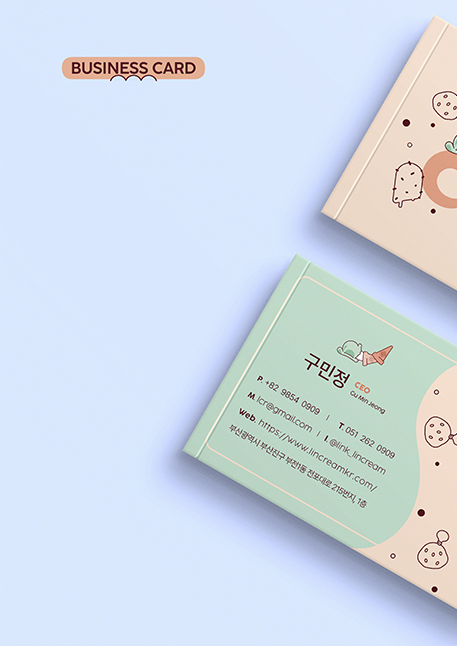 BUSINESS CARD
구민정 CEO
Gu Min Jeong
P. +82 9854 0909 | T. 051 262 0909
M. lcr@gmail.com | I. @link_lincream
Web. https://www.lincreamkr.com/
부산광역시 부산진구 부전1동 전포대로 215번지, 1층